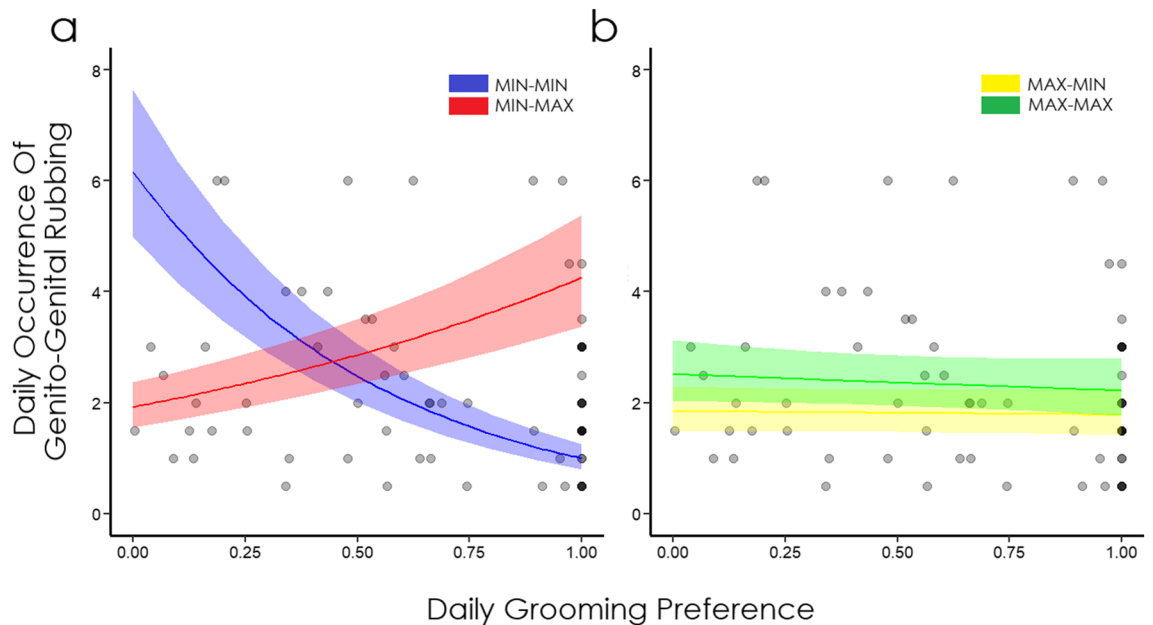 a
b
Daily Occurrence Of
Genito-Genital Rubbing
8
6
4
2
0
0.00 0.25 0.50 0.75 1.00
MIN-MIN
MIN-MAX
8
6
4
2
0
0.00 0.25 0.50 0.75 1.00
MAX-MIN
MAX-MAX
Daily Grooming Preference